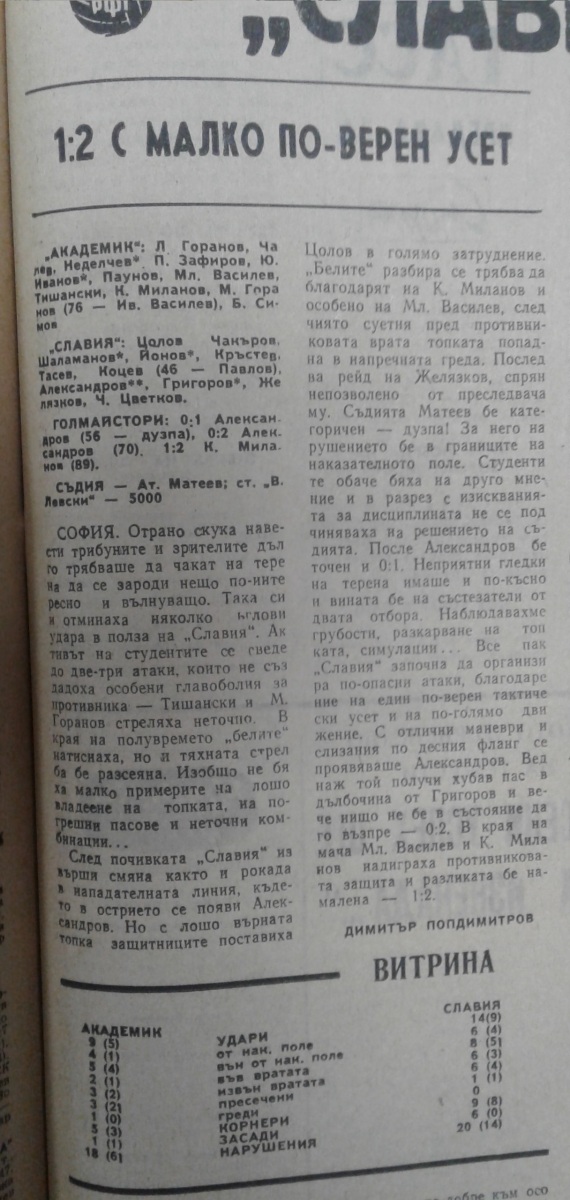 „СЛАВ
1:2 С МАЛКО ПО-ВЕРЕН УСЕТ
„АКАДЕМИК“: Л. Горанов, Ча
лев, Неделчев*. П. Зафиров, Ю.
Иванов*, Паунов, Мл. Василев,
Тишански, К. Миланов, М. Гора
нов (76 — Ив. Василев), Б. Си-
мов
„СЛАВИЯ“: Цолов Чакъров,
Шаламанов*, Йонов*, Кръстев,
Тасев, Коцев (46 — Павлов),
Александров**, Григоров*, Же
лязков, Ч. Цветков.
ГОЛМАЙСТОРИ: 0:1 Алексан-
дров (56 — дузпа), 0:2 Алек-
сандров (70). 1:2 К. Мила-
нов (89).
СЪДИЯ — Ат. Матеев; ст. „В.
Левски“ — 5000
СОФИЯ. Отрано скука наве-
сти трибуните и зрителите дъл
го трябваше да чакат на тере
на да се зароди нещо по-инте
ресно и вълнуващо. Така си
и отминаха няколко ъглови
удара в полза на „Славия“. Ак
тивът на студентите се сведе
до две-три атаки, които не съз
дадоха особени главоболия за
противника — Тишански и М.
Горанов стреляха неточно. В
края на полувремето „белите“
натиснаха, но и тяхната стрел
ба бе разсеяна. Изобщо не бя
ха малко примерите на лошо
владеене на топката, на по-
грешни пасове и неточни ком-
бинации...
След почивката „Славия“ из
върши смяна както и рокада
в нападателната линия, къде-
то в острието се появи Алек-
сандров. Но с лошо върната
топка защитниците поставиха
Цолов в голямо затруднение.
„Белите“ разбира се трябва да
благодарят на К. Миланов и
особено на Мл. Василев, след
чиято суетня пред противни-
ковата врата топката попад-
на в напречната греда. Послед
ва рейд на Желязков, спрян
непозволено от преследвача
му. Съдията Матеев бе кате-
горичен — дузпа! За него на
рушението бе в границите на
наказателното поле. Студенти
те обаче бяха на друго мне-
ние и в разрез с изисквания-
та за дисциплината не се под
чиняваха на решението на съ-
дията. После Александров бе
точен и 0:1. Неприятни гледки
на терена имаше и по-късно
и вината бе на състезатели от
двата отбора. Наблюдавахме
грубости, разкарване на топ
ката, симулации... Все пак
„Славия“ започна да организи
ра по-опасни атаки, благодаре
ние на един по-верен тактиче
ски усет и на по-голямо дви
жение. С отлични маневри и
слизания по десния фланг се
проявяваше Александров. Вед
наж той получи хубав пас в
дълбочина от Григоров и ве-
че нищо не бе в състояние да
го възпре — 0:2. В края на
мача Мл. Василев и К. Мила
нов надиграха противникова-
та защита и разликата бе на-
малена — 1:2.
ДИМИТЪР ПОПДИМИТРОВ
ВИТРИНА
АКАДЕМИК СЛАВИЯ
9 (5) УДАРИ 14(9)
4 (1) от нак. поле 6 (4)
5 (4) вън от нак. поле 8 (5)
2 (1) във вратата 6 (3)
3 (2) извън вратата 6 (4)
3 (2) пресечени 1 (1)
1 (0) греди 0
5 (3) КОРНЕРИ 9 (8)
1 (1) ЗАСАДИ 6 (0)
18 (6) НАРУШЕНИЯ 20 (14)
добре към осо